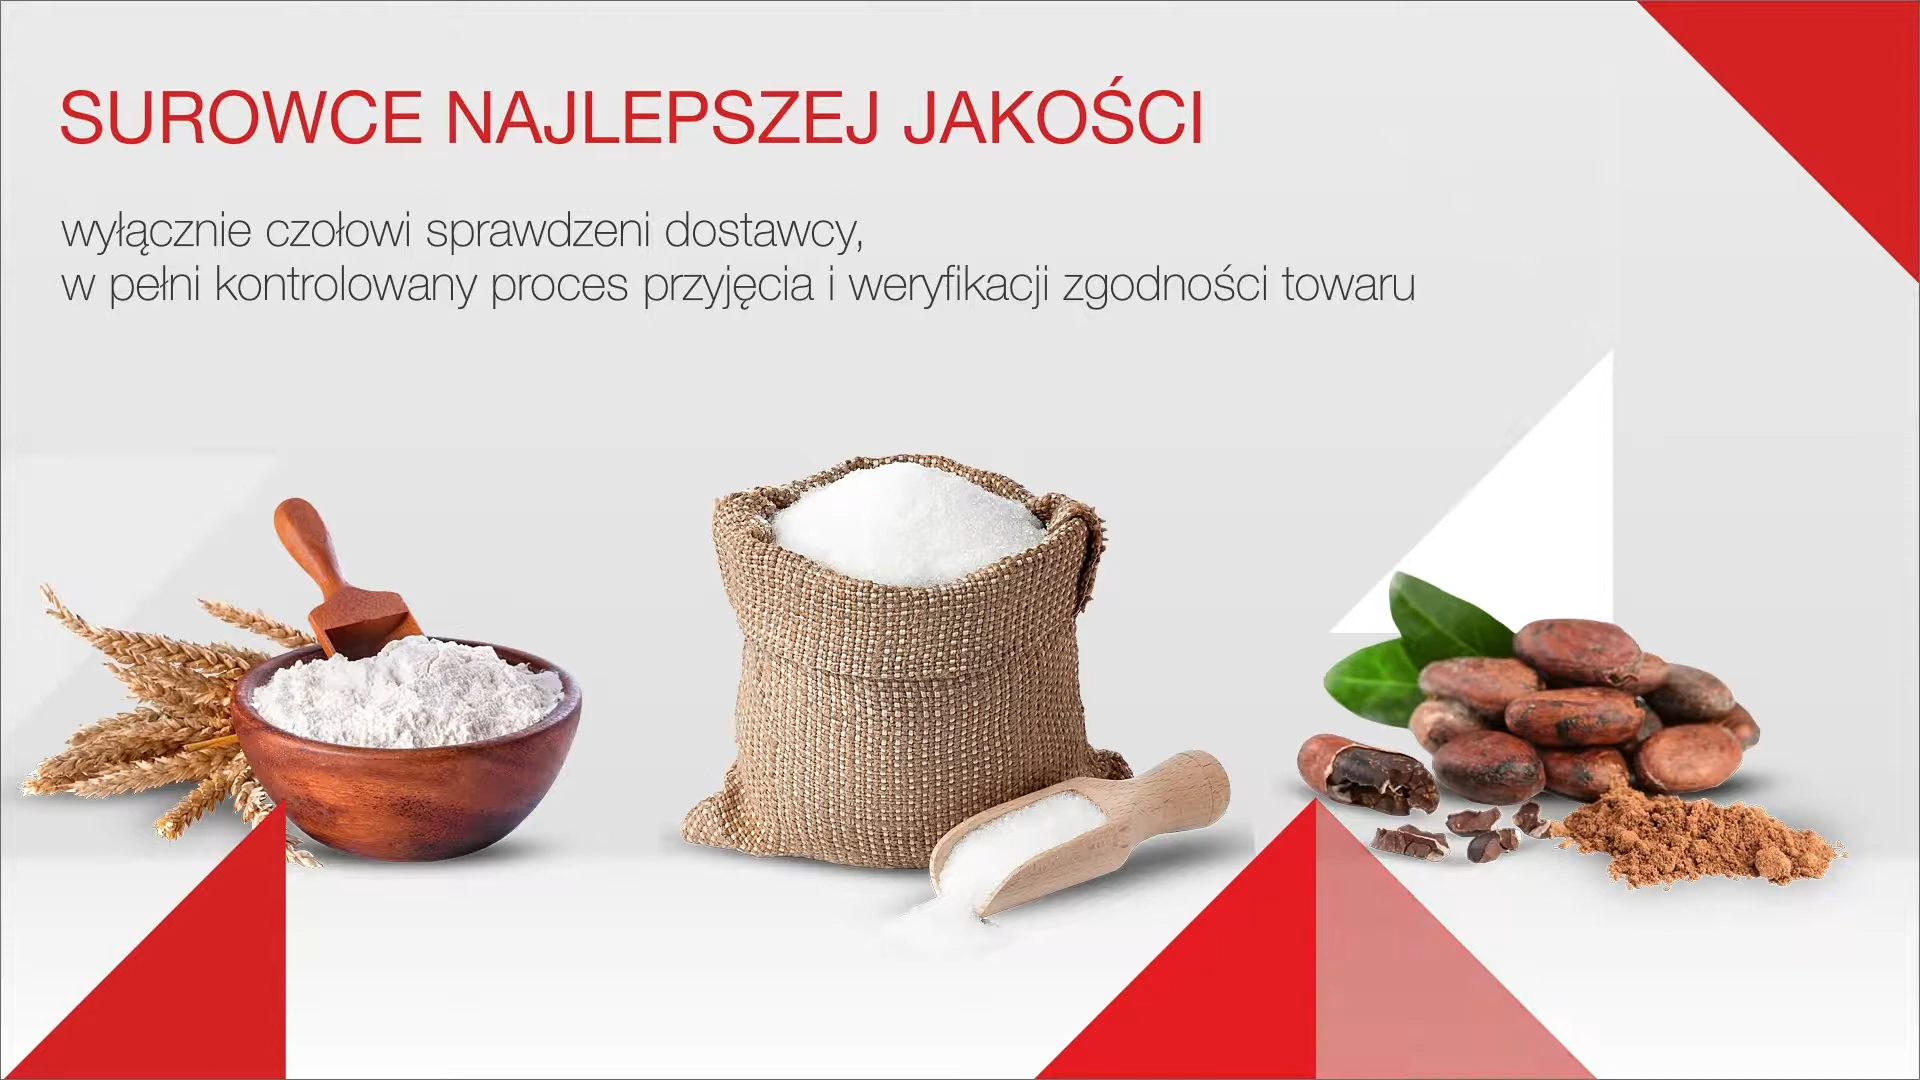 SUROWCE NAJLEPSZEJ JAKOŚCI
wyłącznie czołowi sprawdzeni dostawcy,
w pełni kontrolowany proces przyjęcia i weryfikacji zgodności towaru